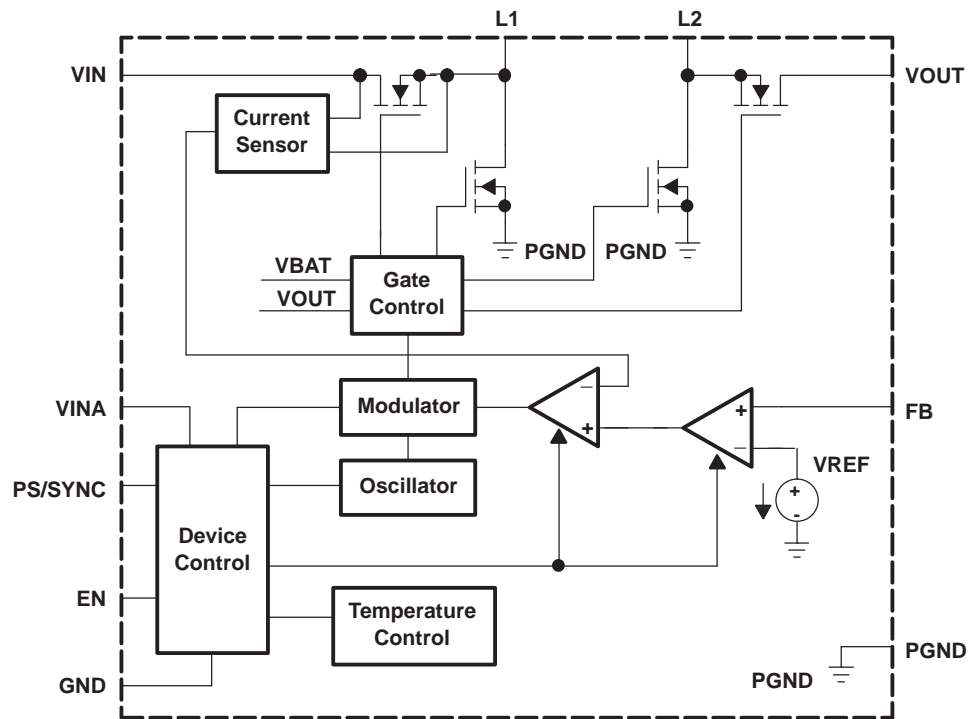 L1
L2
VIN
VOUT
Current
Sensor
PGND
PGND
VBAT
VOUT
Gate
Control
VINA
Modulator
–
+
+
–
FB
VREF
PS/SYNC
Oscillator
+
-
Device
Control
EN
Temperature
Control
PGND
PGND
GND